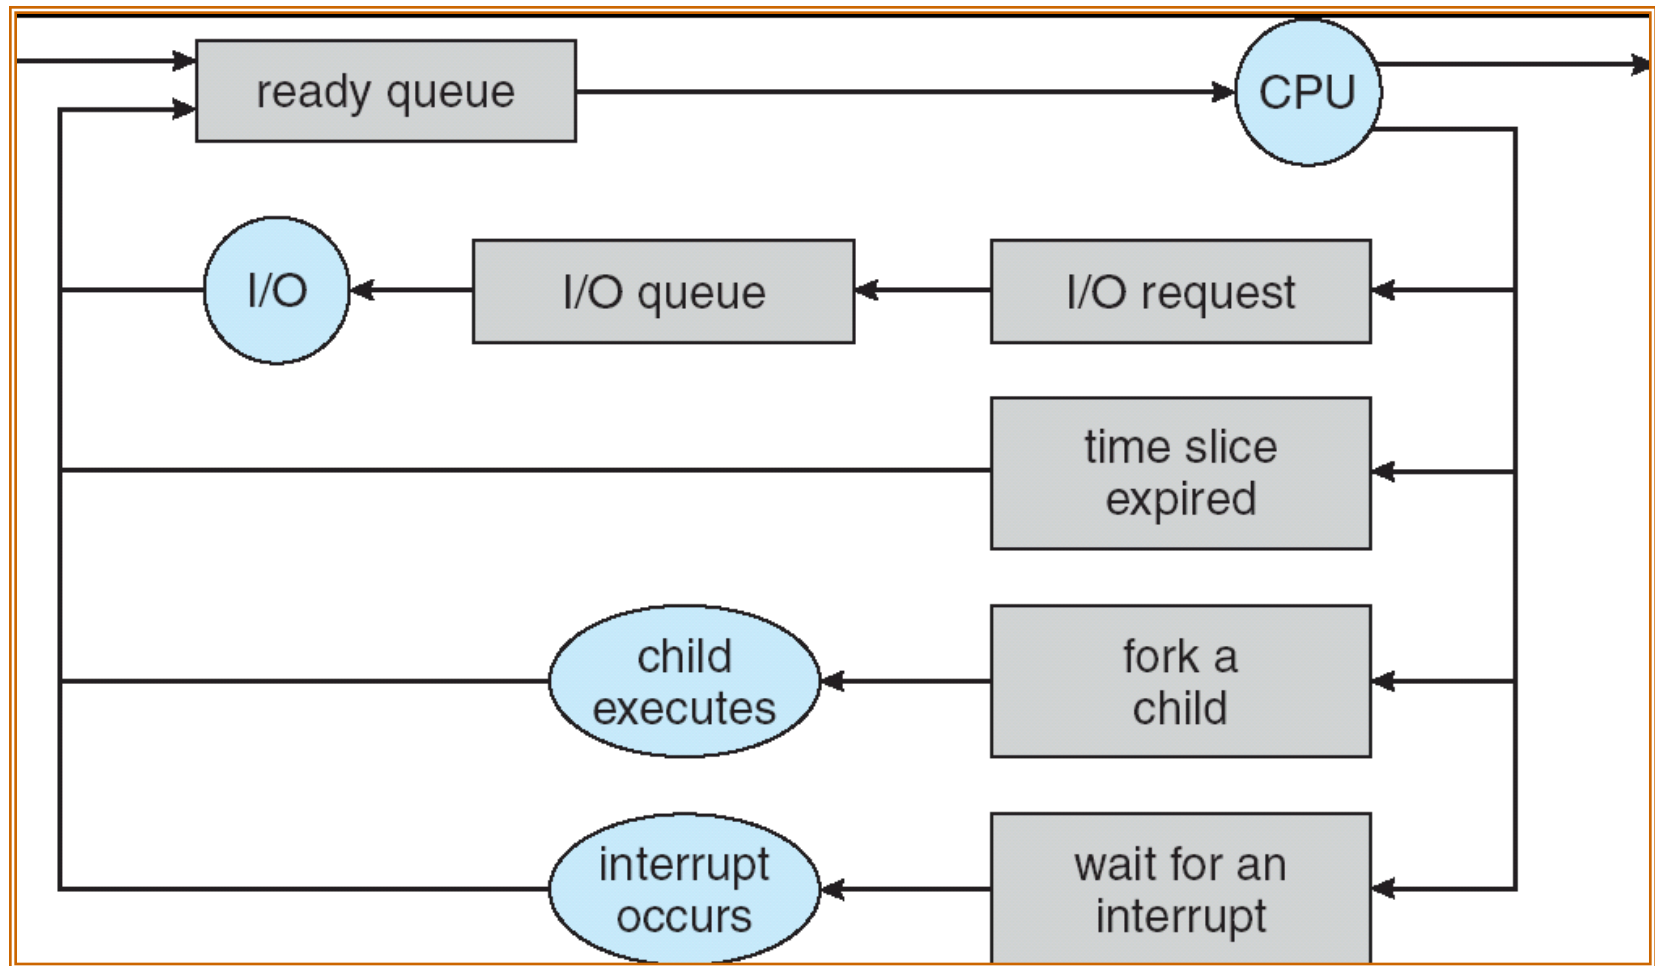 ready queue
CPU
I/O
I/O queue
I/O request
time slice
expired
child
executes
fork a
child
interrupt
occurs
wait for an
interrupt